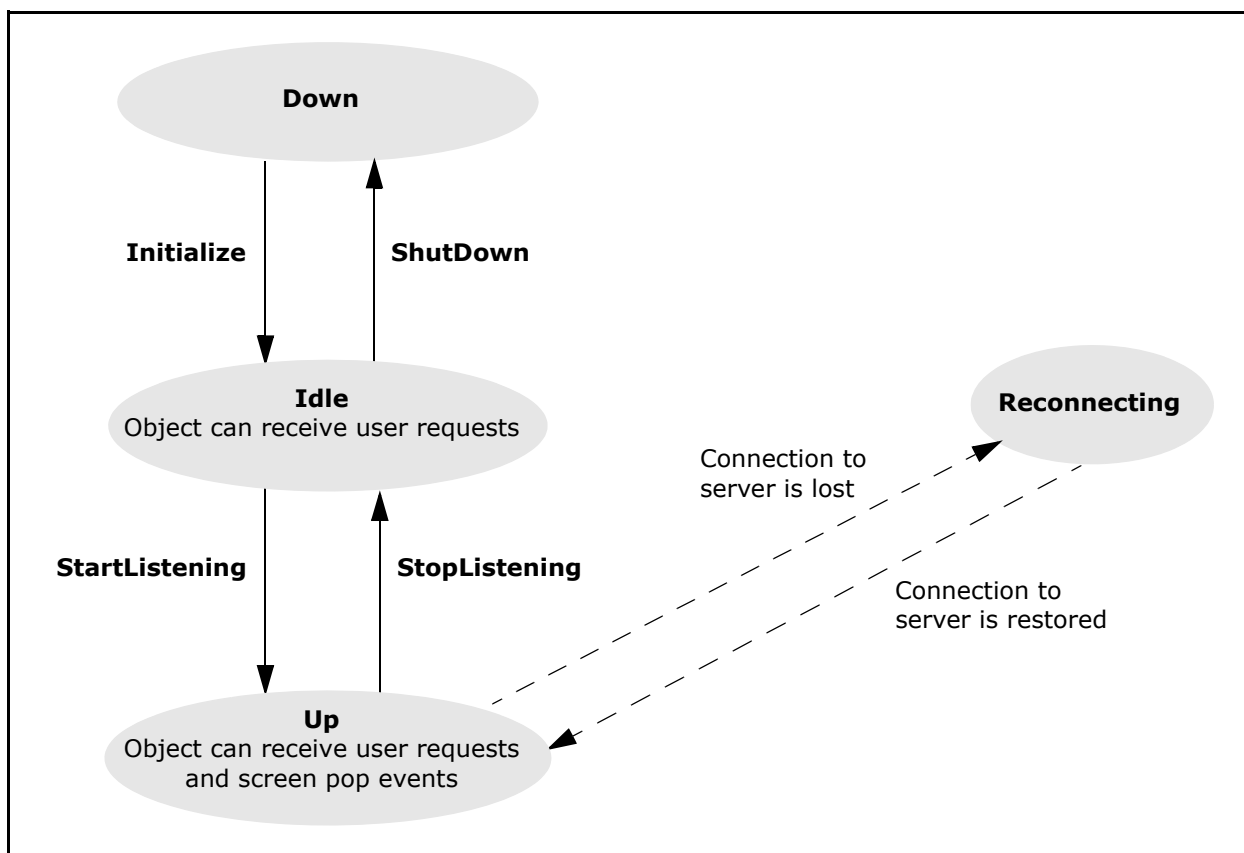 Down
Initialize
ShutDown
Idle
Object can receive user requests
Reconnecting
Connection to
server is lost
StartListening
StopListening
Connection to
server is restored
Up
Object can receive user requests
and screen pop events